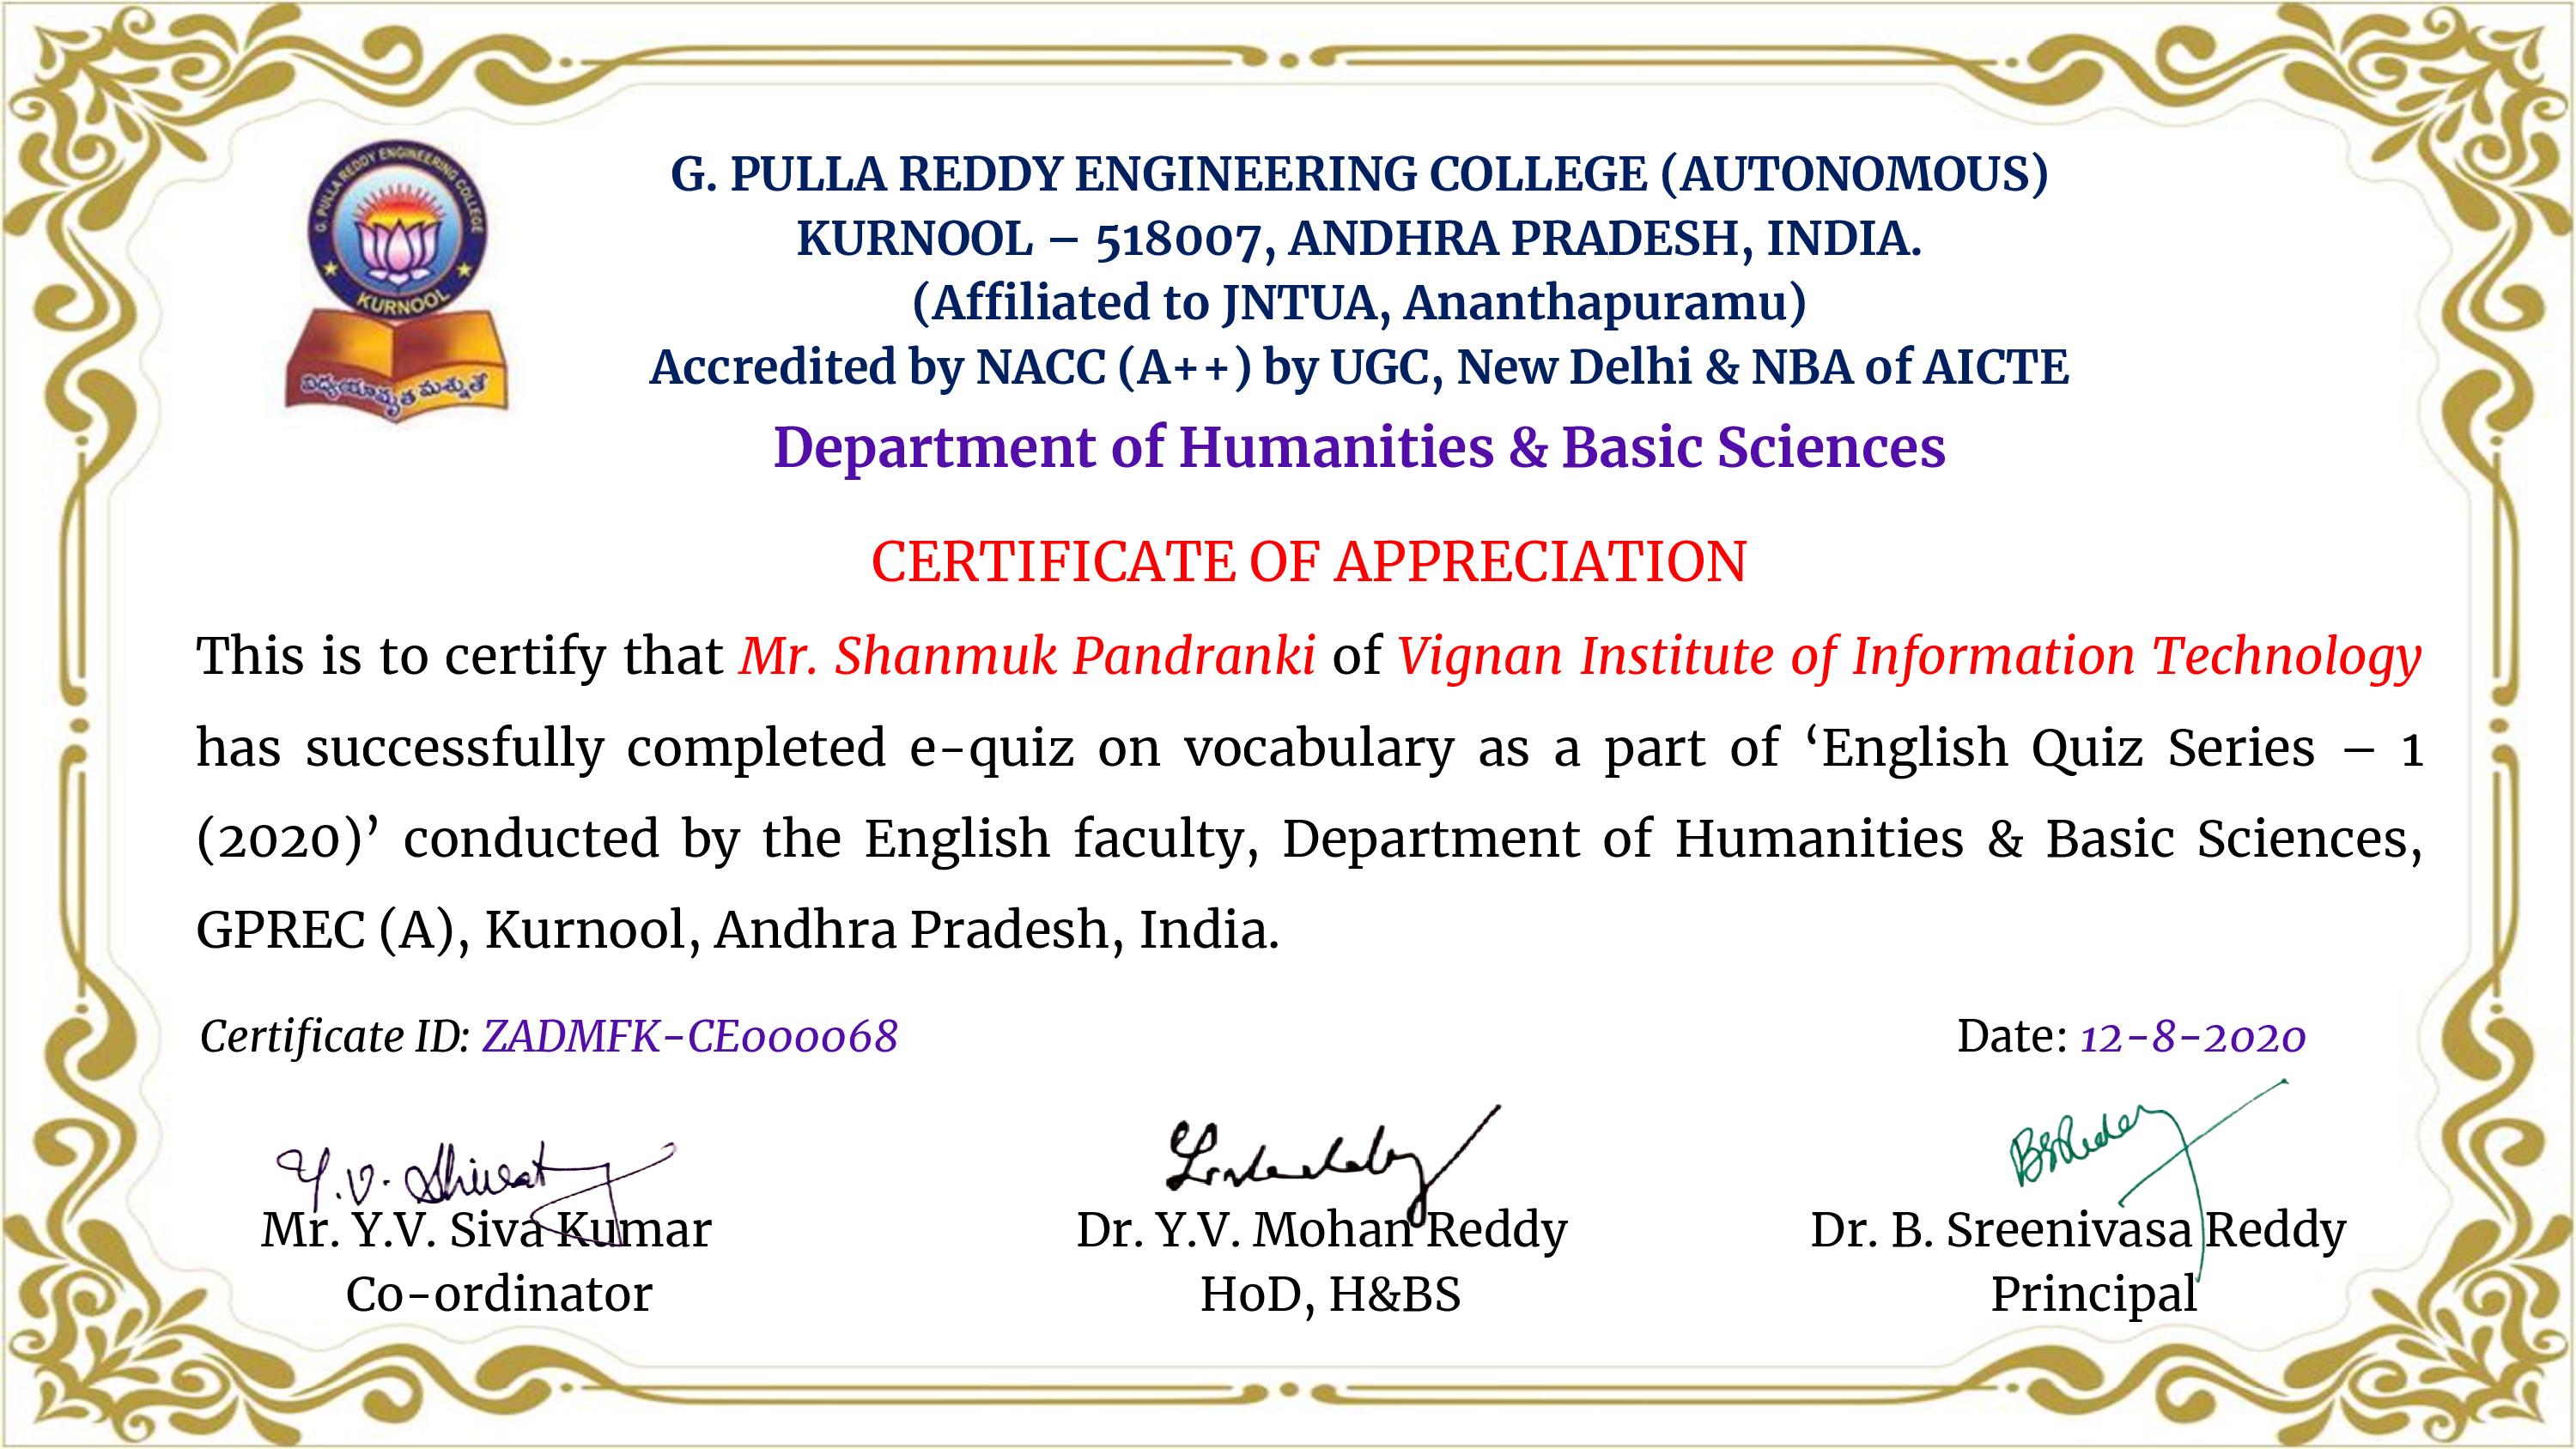 G. PULLA REDDY ENGINEERING COLLEGE
KURNOOL
విద్యయామృతమశ్నుతే
G. PULLA REDDY ENGINEERING COLLEGE (AUTONOMOUS)
KURNOOL – 518007, ANDHRA PRADESH, INDIA.
(Affiliated to JNTUA, Ananthapuramu)
Accredited by NACC (A++) by UGC, New Delhi & NBA of AICTE
Department of Humanities & Basic Sciences
CERTIFICATE OF APPRECIATION
This is to certify that Mr. Shanmuk Pandranki of Vignan Institute of Information Technology
has successfully completed e-quiz on vocabulary as a part of ‘English Quiz Series – 1
(2020)’ conducted by the English faculty, Department of Humanities & Basic Sciences,
GPREC (A), Kurnool, Andhra Pradesh, India.
Certificate ID: ZADMFK-CE000068
Date: 12-8-2020
Y.V.
BSReddy
Mr. Y.V. Siva Kumar
Dr. Y.V. Mohan Reddy
Dr. B. Sreenivasa Reddy
Co-ordinator
HoD, H&BS
Principal